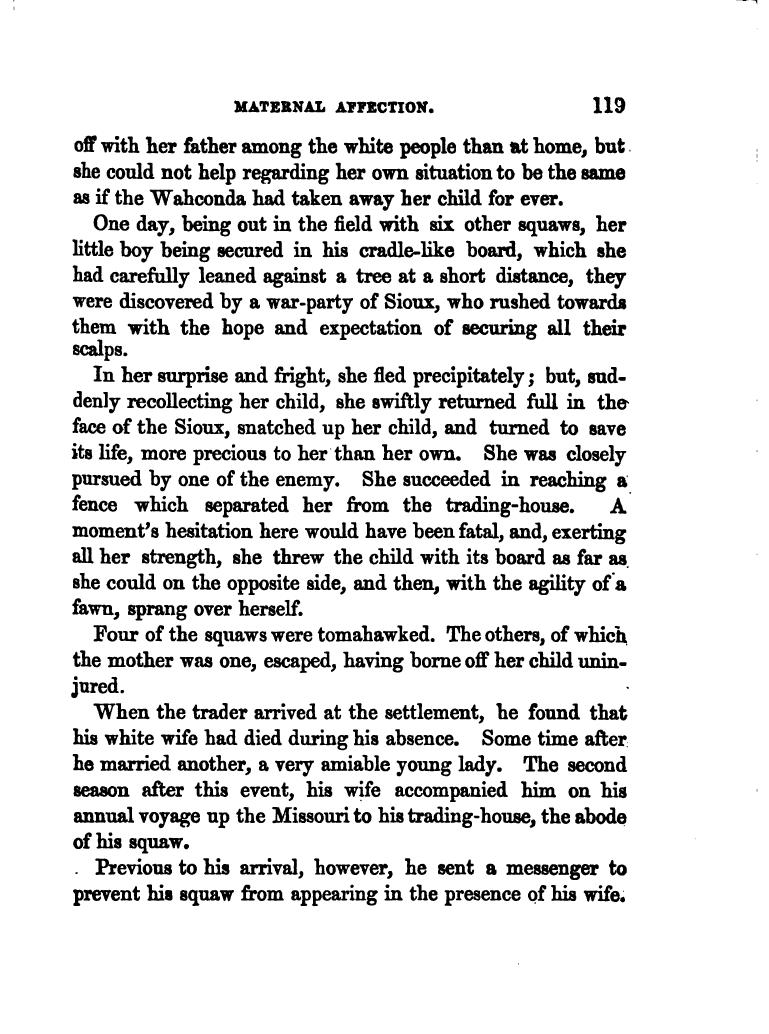 MATERNAL AFFECTION. 119
off with her father among the white people than at home, but
she could not help regarding her own situation to be the same
as if the Wahconda had taken away her child for ever.
One day, being out in the field with six other squaws, her
little boy being secured in his cradle-like board, which she
had carefully leaned against a tree at a short distance, they
were discovered by a war-party of Sioux, who rushed towards
them with the hope and expectation of securing all their
scalps.
In her surprise and fright, she fled precipitately; but, sud-
denly recollecting her child, she swiftly returned full in the
face of the Sioux, snatched up her child, and turned to save
its life, more precious to her than her own. She was closely
pursued by one of the enemy. She succeeded in reaching a
fence which separated her from the trading-house. A
moment's hesitation here would have been fatal, and, exerting
all her strength, she threw the child with its board as far as
she could on the opposite side, and then, with the agility of a
fawn, sprang over herself.
Four of the squaws were tomahawked. The others, of which
the mother was one, escaped, having borne off her child unin-
jured.
When the trader arrived at the settlement, he found that
his white wife had died during his absence. Some time after
he married another, a very amiable young lady. The second
season after this event, his wife accompanied him on his
annual voyage up the Missouri to his trading-house, the abode
of his squaw.
Previous to his arrival, however, he sent a messenger to
prevent his squaw from appearing in the presence of his wife.